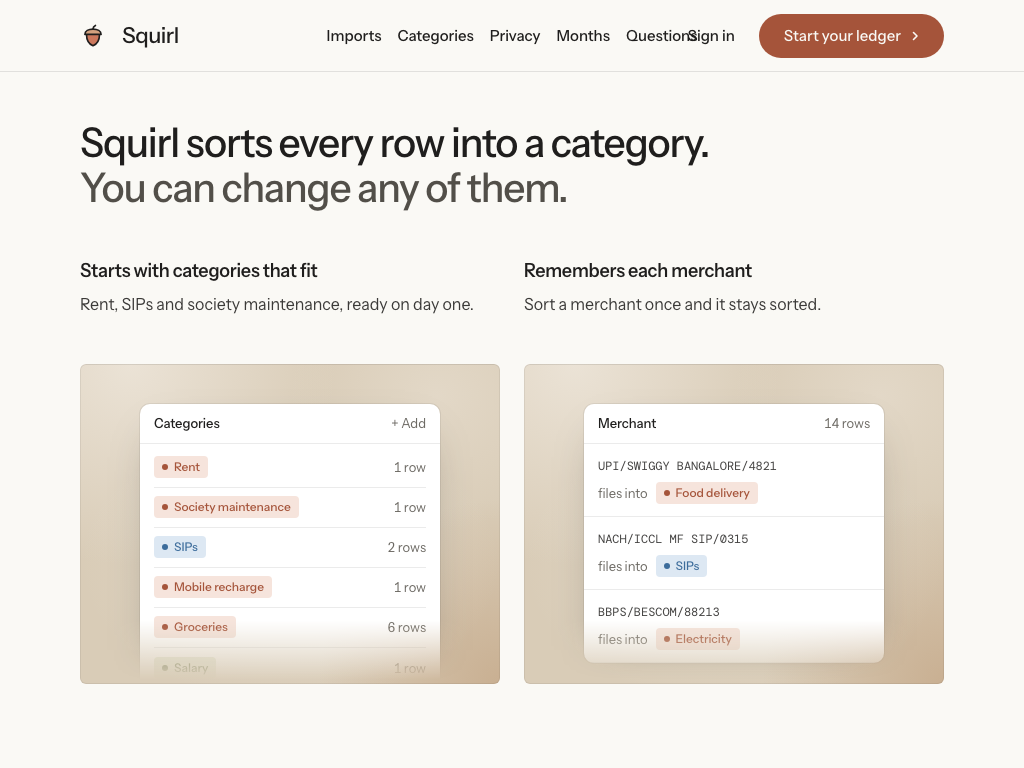 Squirl
Imports Categories Privacy Months Questions Sign in Start your ledger
Squirl sorts every row into a category.
You can change any of them.
Starts with categories that fit
Rent, SIPs and society maintenance, ready on day one.
Remembers each merchant
Sort a merchant once and it stays sorted.
Categories + Add
Rent 1 row
Society maintenance 1 row
SIPs 2 rows
Mobile recharge 1 row
Groceries 6 rows
Salary 1 row
Merchant 14 rows
UPI/SWIGGY BANGALORE/4821
files into Food delivery
NACH/ICCL MF SIP/0315
files into SIPs
BBPS/BESCOM/88213
files into Electricity